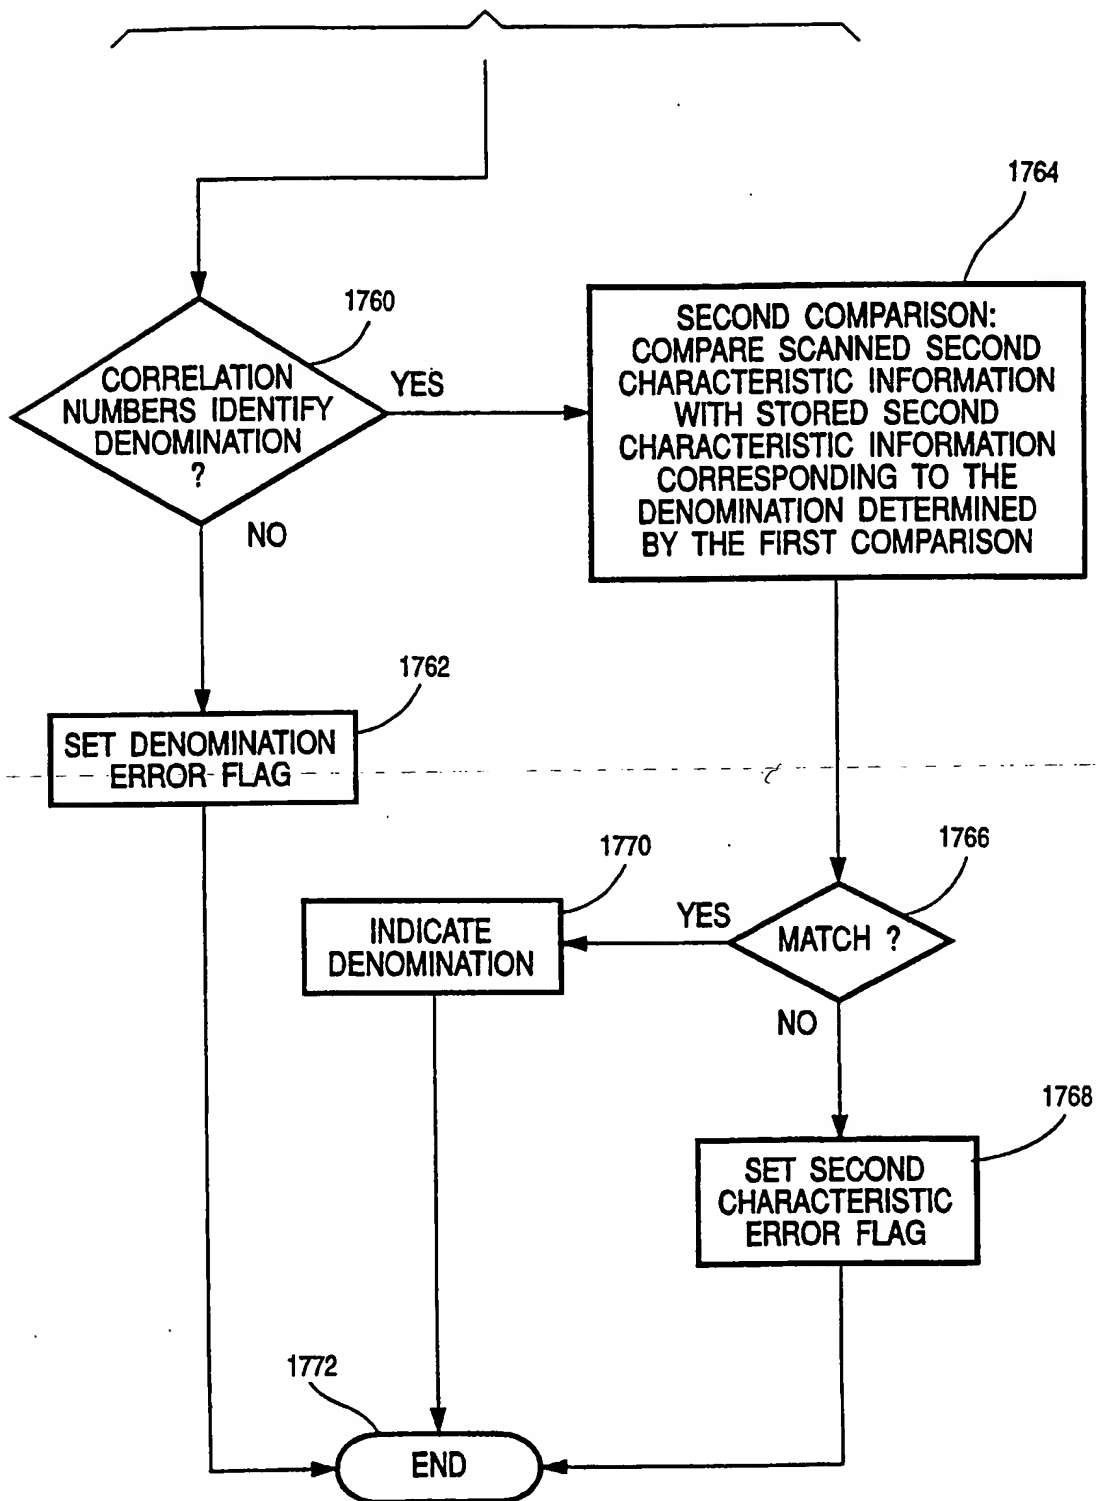 1764
1760
CORRELATION
NUMBERS IDENTIFY
DENOMINATION
?
YES
NO
SECOND COMPARISON:
COMPARE SCANNED SECOND
CHARACTERISTIC INFORMATION
WITH STORED SECOND
CHARACTERISTIC INFORMATION
CORRESPONDING TO THE
DENOMINATION DETERMINED
BY THE FIRST COMPARISON
1762
SET DENOMINATION
ERROR FLAG
1766
MATCH ?
YES
NO
1770
INDICATE
DENOMINATION
1768
SET SECOND
CHARACTERISTIC
ERROR FLAG
1772
END